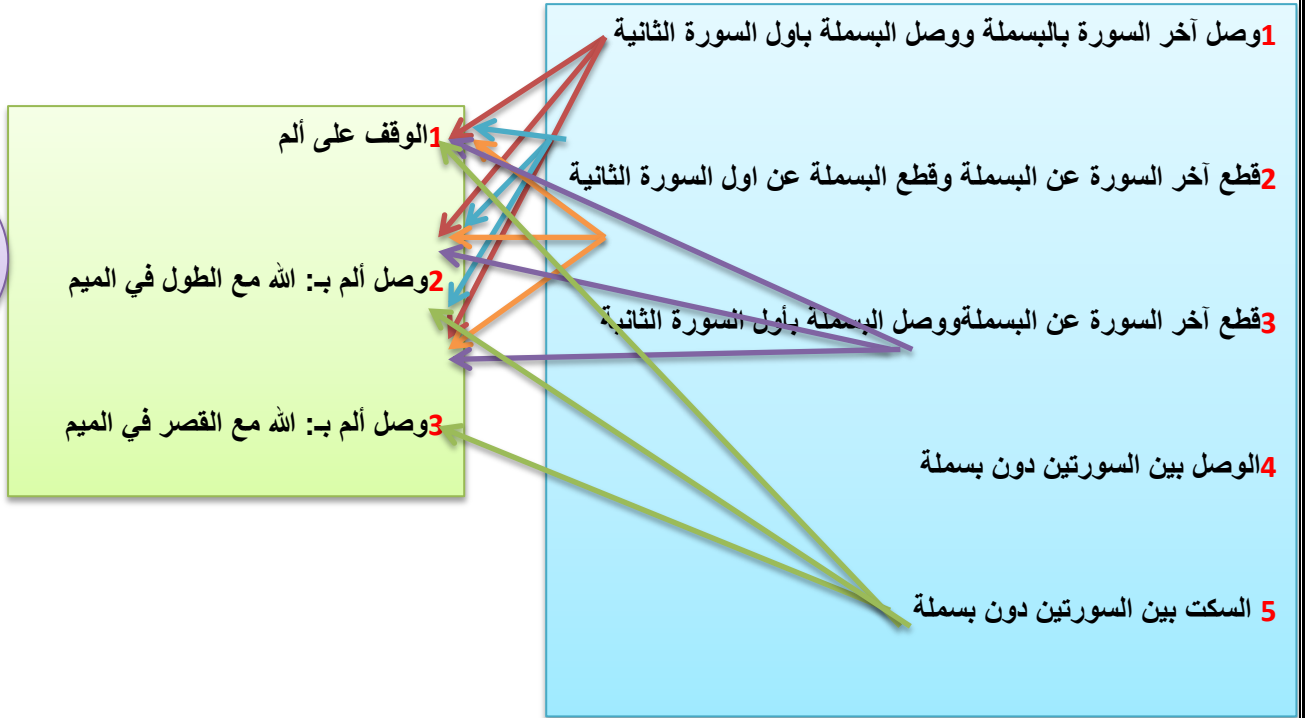 1وصل آخر السورة بالبسملة ووصل البسملة باول السورة الثانية
2قطع آخر السورة عن البسملة وقطع البسملة عن اول السورة الثانية
3قطع آخر السورة عن البسملةووصل البسملة بأول السورة الثانية
4الوصل بين السورتين دون بسملة
5 السكت بين السورتين دون بسملة
1الوقف على ألم
2وصل ألم بـ: الله مع الطول في الميم
3وصل ألم بـ: الله مع القصر في الميم